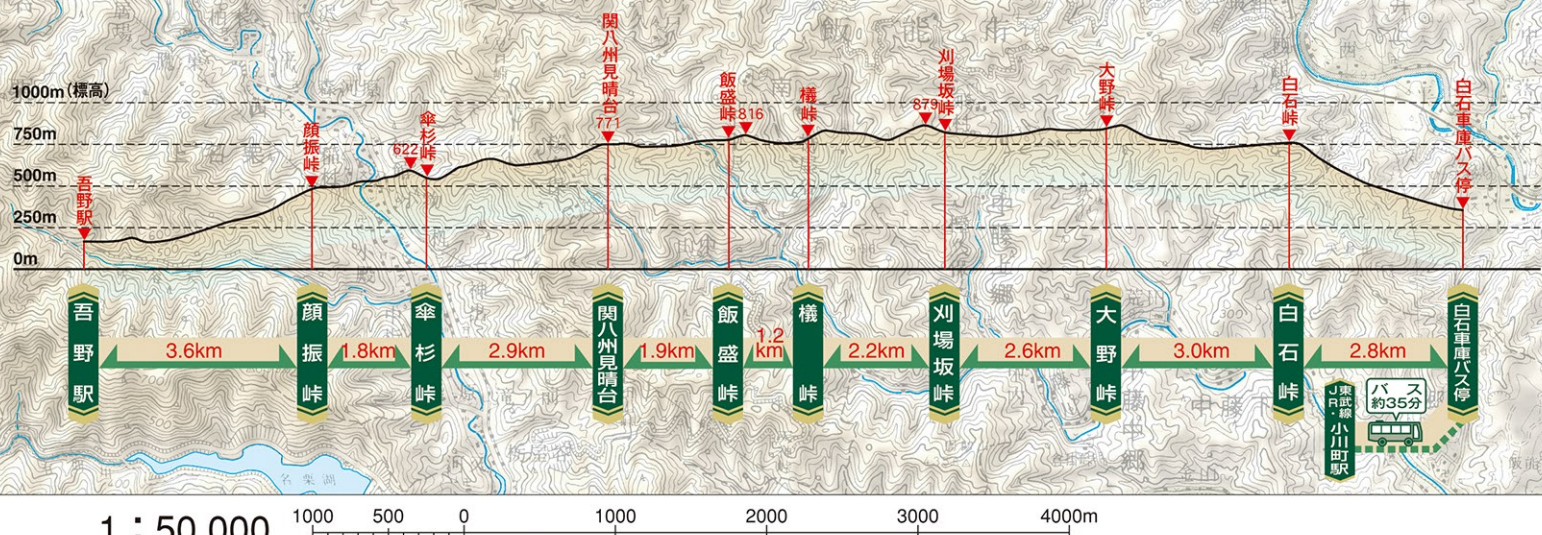 1000m(標高)
750m
500m
250m
0m
吾野駅
顔振峠
622
傘杉峠
関八州見晴台
771
飯盛峠
816
檥峠
879
刈場坂峠
大野峠
白石峠
白石車庫バス停
吾野駅
3.6km
顔振峠
1.8km
傘杉峠
2.9km
関八州見晴台
1.9km
飯盛峠
1.2
km
檥峠
2.2km
刈場坂峠
2.6km
大野峠
3.0km
白石峠
2.8km
白石車庫バス停
東武線
JR・小川町駅
バス
約35分
名栗湖
飯能市
1:50,000
1000 500 0 1000 2000 3000 4000m